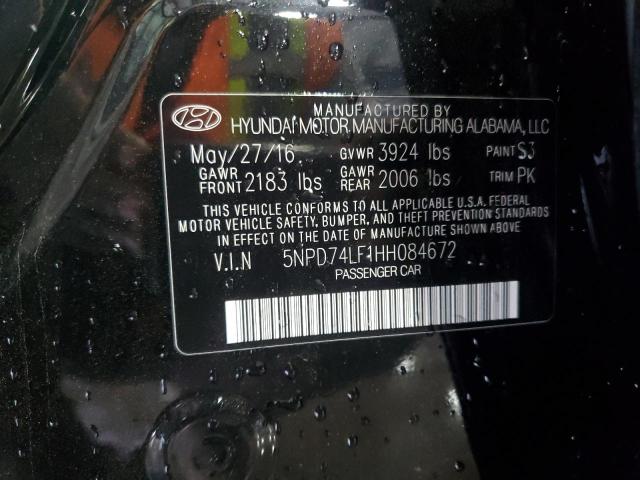 MANUFACTURED BY
HYUNDAI MOTOR MANUFACTURING ALABAMA, LLC
May/27/16 GVWR 3924 lbs PAINT S3
GAWR FRONT 2183 lbs GAWR REAR 2006 lbs TRIM PK
THIS VEHICLE CONFORMS TO ALL APPLICABLE U.S.A. FEDERAL
MOTOR VEHICLE SAFETY, BUMPER, AND THEFT PREVENTION STANDARDS
IN EFFECT ON THE DATE OF MANUFACTURE SHOWN ABOVE.
V.I.N 5NPD74LF1HH084672
PASSENGER CAR